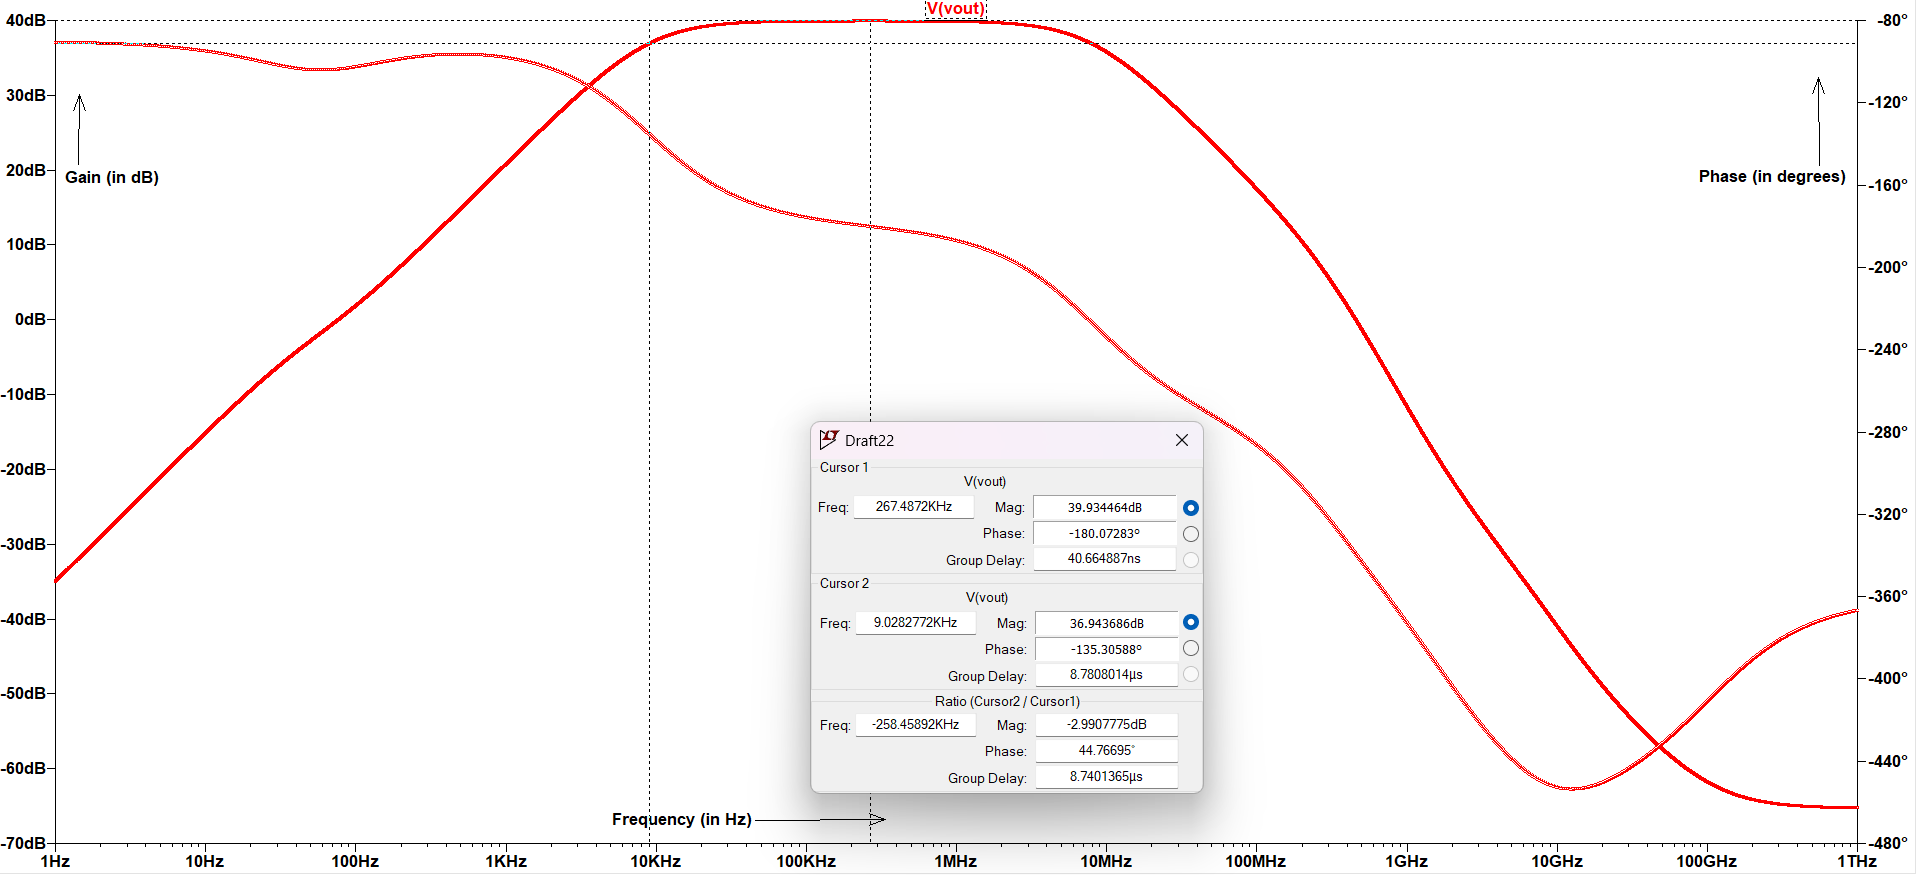 V(vout)
40dB
30dB
20dB
10dB
0dB
-10dB
-20dB
-30dB
-40dB
-50dB
-60dB
-70dB
-80°
-120°
-160°
-200°
-240°
-280°
-320°
-360°
-400°
-440°
-480°
Gain (in dB)
Phase (in degrees)
Draft22
Cursor 1
V(vout)
Freq: 267.4872KHz Mag: 39.934464dB
Phase: -180.07283°
Group Delay: 40.664887ns
Cursor 2
V(vout)
Freq: 9.0282772KHz Mag: 36.943686dB
Phase: -135.30588°
Group Delay: 8.7808014µs
Ratio (Cursor2 / Cursor1)
Freq: -258.45892KHz Mag: -2.9907775dB
Phase: 44.76695°
Group Delay: 8.7401365µs
Frequency (in Hz)
1Hz 10Hz 100Hz 1KHz 10KHz 100KHz 1MHz 10MHz 100MHz 1GHz 10GHz 100GHz 1THz